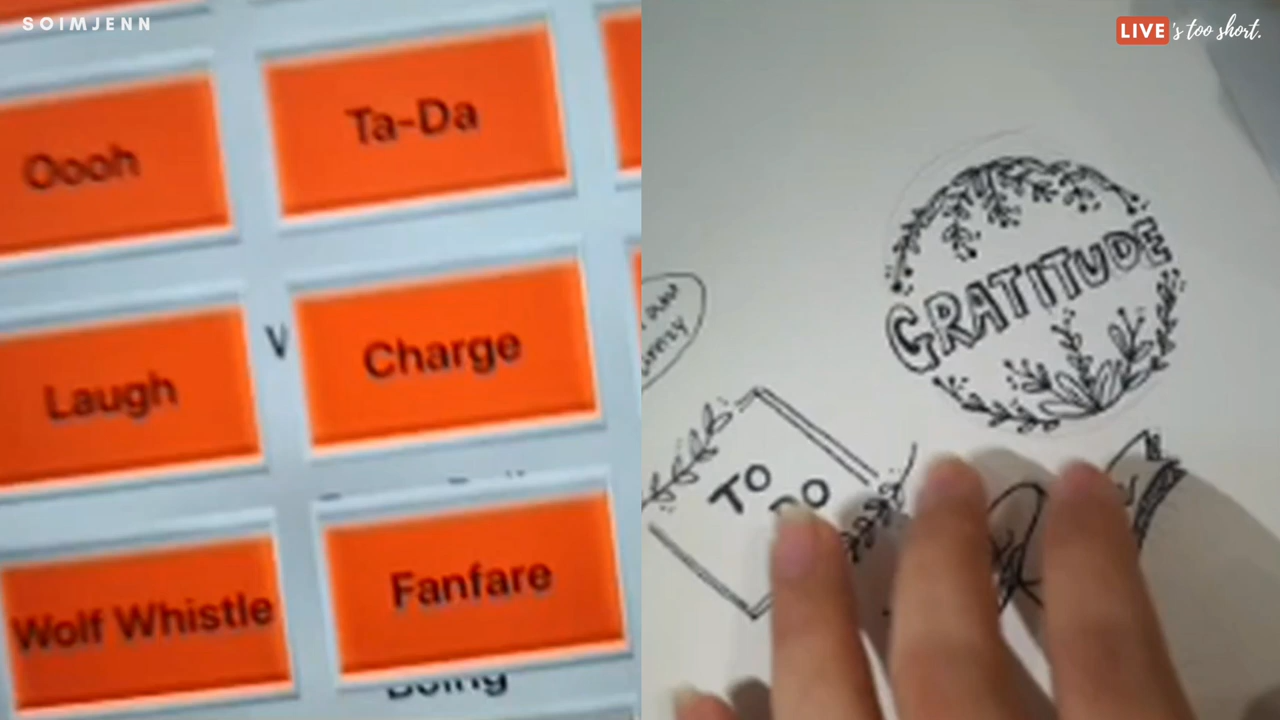 SOIMJENN
LIVE's too short.
Oooh
Ta-Da
Laugh
Charge
Wolf Whistle
Fanfare
Boing
GRATITUDE
TO
DO